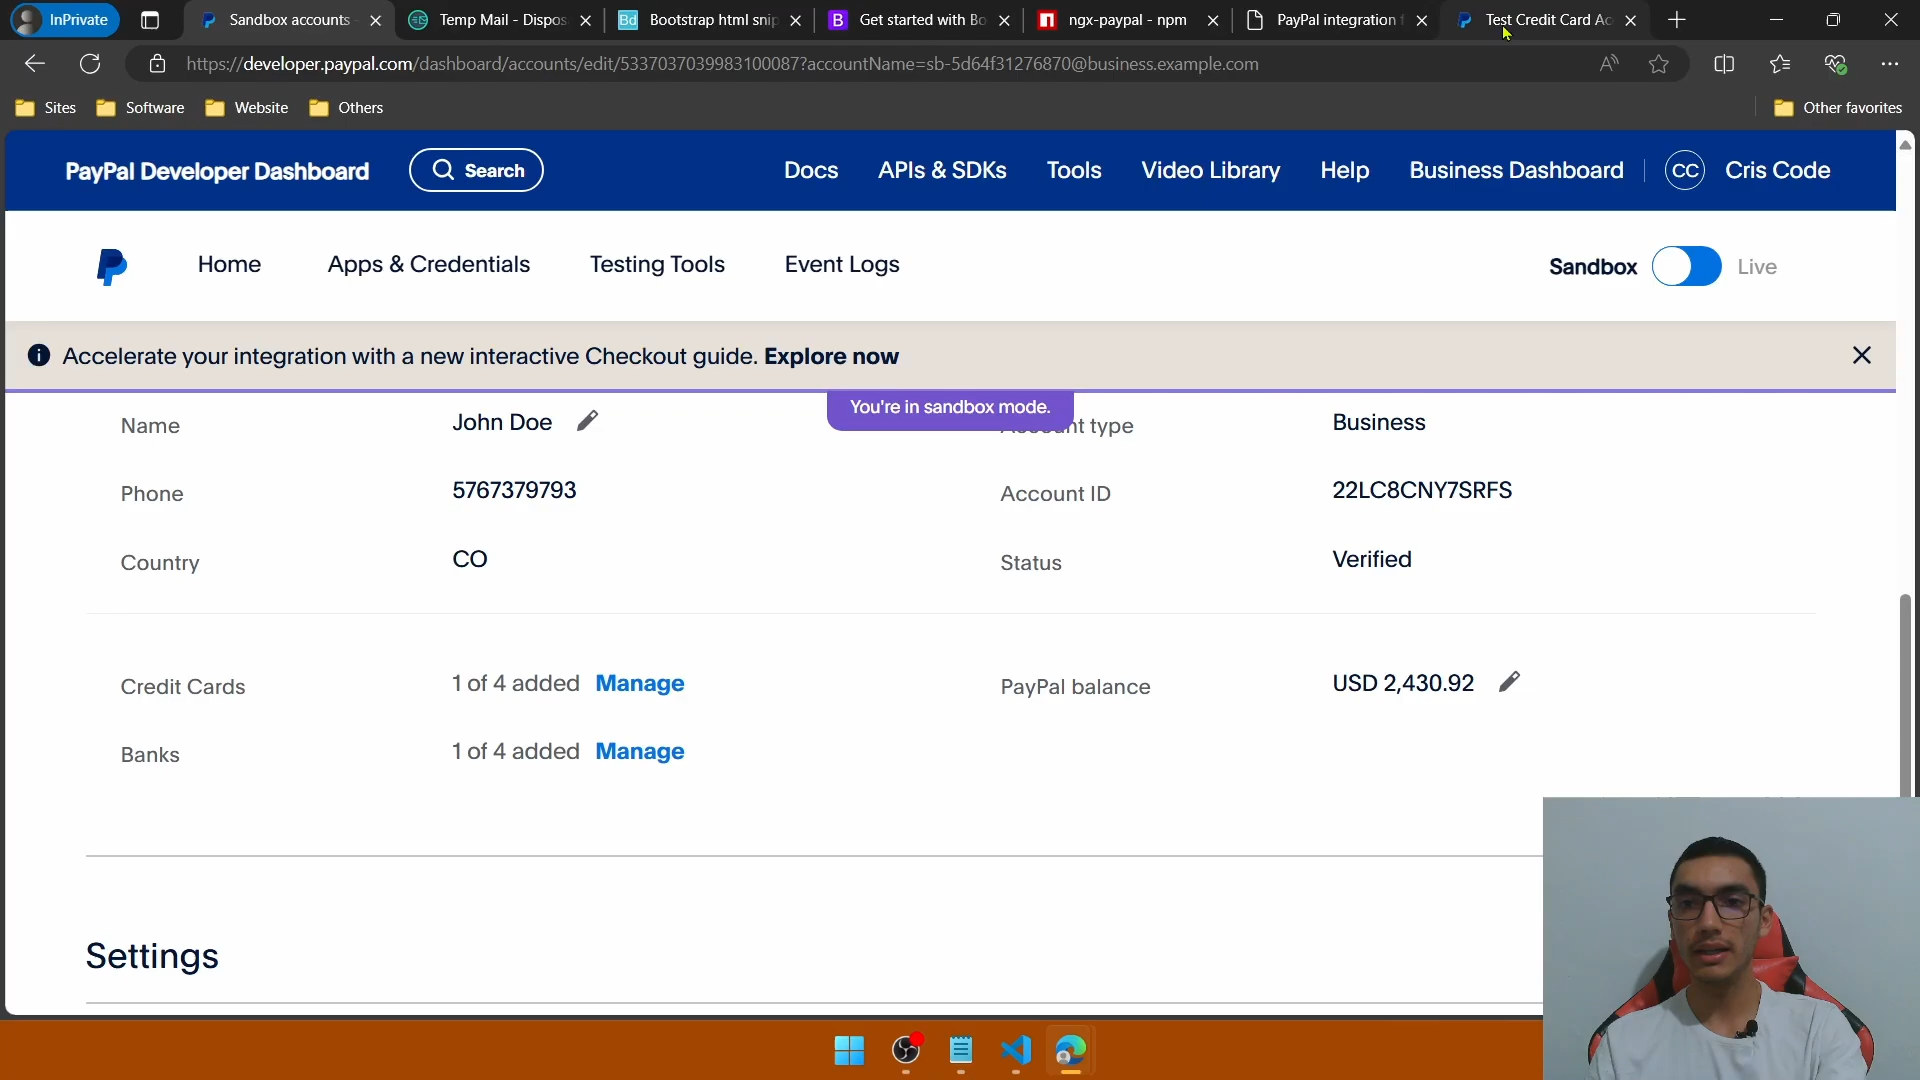 InPrivate
Sandbox accounts
Temp Mail - Dispos
Bd Bootstrap html snip
B Get started with Bo
n ngx-paypal - npm
PayPal integration f
Test Credit Card Ac
https://developer.paypal.com/dashboard/accounts/edit/5337037039983100087?accountName=sb-5d64f31276870@business.example.com
Sites
Software
Website
Others
Other favorites
PayPal Developer Dashboard
Search
Docs
APIs & SDKs
Tools
Video Library
Help
Business Dashboard
CC
Cris Code
Home
Apps & Credentials
Testing Tools
Event Logs
Sandbox
Live
Accelerate your integration with a new interactive Checkout guide. Explore now
You're in sandbox mode.
Name
John Doe
Account type
Business
Phone
5767379793
Account ID
22LC8CNY7SRFS
Country
CO
Status
Verified
Credit Cards
1 of 4 added Manage
PayPal balance
USD 2,430.92
Banks
1 of 4 added Manage
Settings